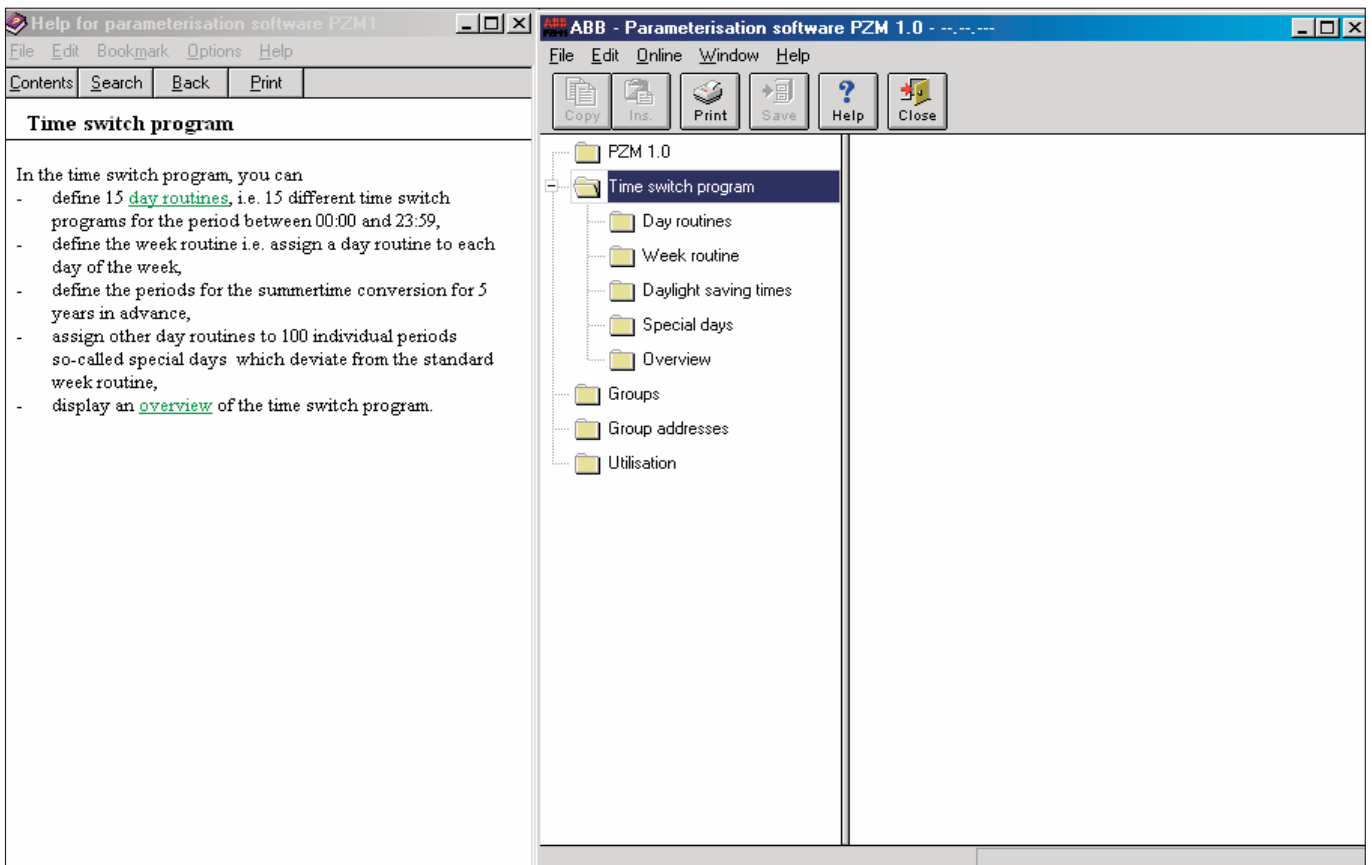 Help for parameterisation software PZM1
File Edit Bookmark Options Help
Contents Search Back Print
Time switch program
In the time switch program, you can
- define 15 day routines, i.e. 15 different time switch
programs for the period between 00:00 and 23:59,
- define the week routine i.e. assign a day routine to each
day of the week,
- define the periods for the summertime conversion for 5
years in advance,
- assign other day routines to 100 individual periods
so-called special days which deviate from the standard
week routine,
- display an overview of the time switch program.
ABB PZM1 ABB - Parameterisation software PZM 1.0 - --.--.---
File Edit Online Window Help
Copy Ins. Print Save Help Close
PZM 1.0
Time switch program
Day routines
Week routine
Daylight saving times
Special days
Overview
Groups
Group addresses
Utilisation